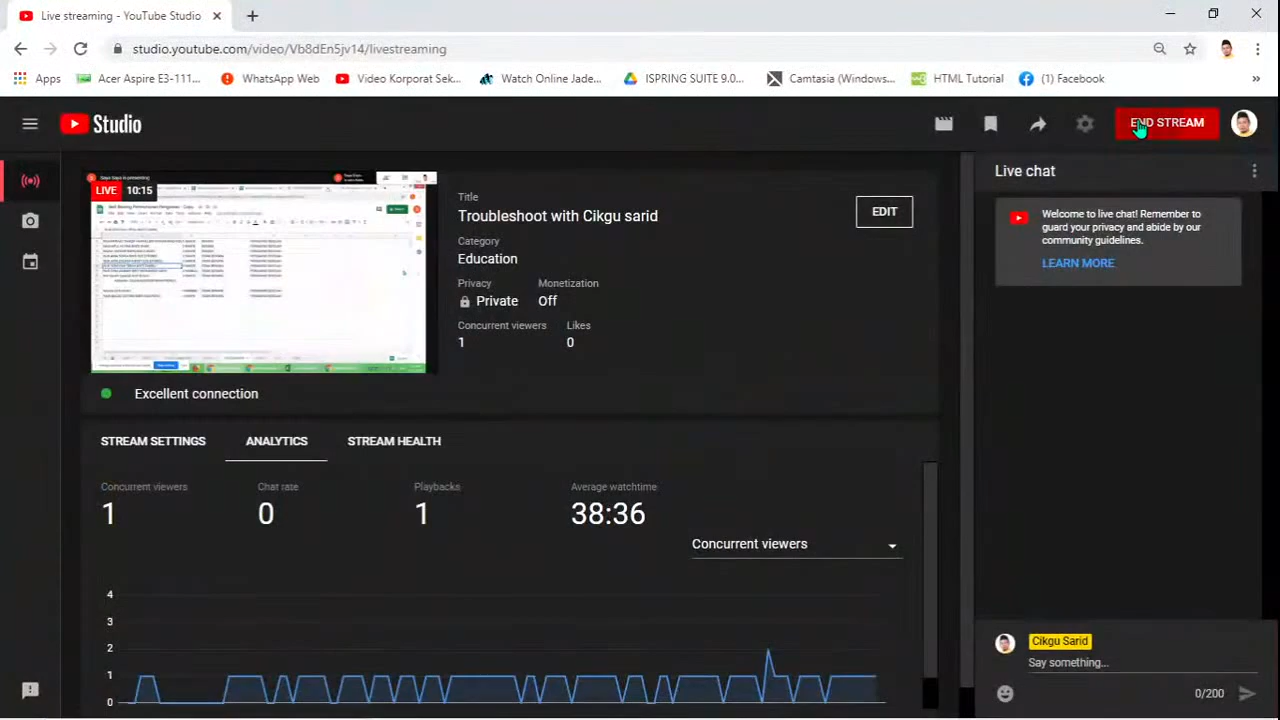 Live streaming - YouTube Studio
studio.youtube.com/video/Vb8dEn5jv14/livestreaming
Apps
Acer Aspire E3-111...
WhatsApp Web
Video Korporat Sek...
Watch Online Jade...
ISPRING SUITE 9.0...
Camtasia (Windows...
HTML Tutorial
(1) Facebook
»
Studio
END STREAM
LIVE 10:15
Title
Troubleshoot with Cikgu sarid
EDIT
Category
Education
Privacy
Monetization
Private
Off
Concurrent viewers
Likes
1
0
Excellent connection
STREAM SETTINGS
ANALYTICS
STREAM HEALTH
Concurrent viewers
Chat rate
Playbacks
Average watchtime
1
0
1
38:36
Concurrent viewers
4
3
2
1
0
Live chat
Welcome to live chat! Remember to
guard your privacy and abide by our
community guidelines.
LEARN MORE
Cikgu Sarid
Say something...
0/200